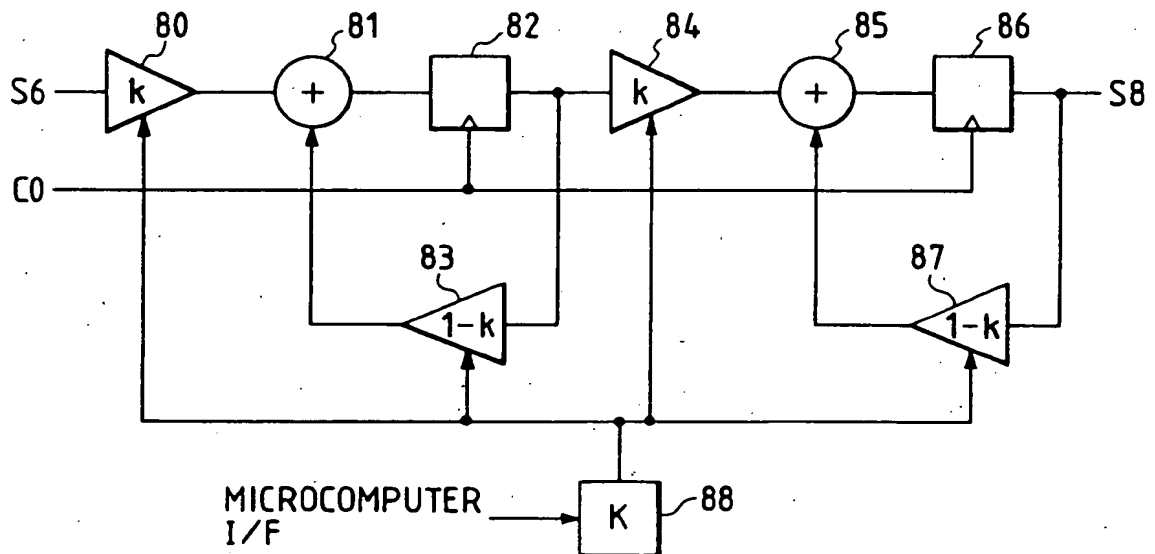 80 81 82 84 85 86
S6 k + k + S8
C0
83 87
1-k 1-k
MICROCOMPUTER
I/F
K 88